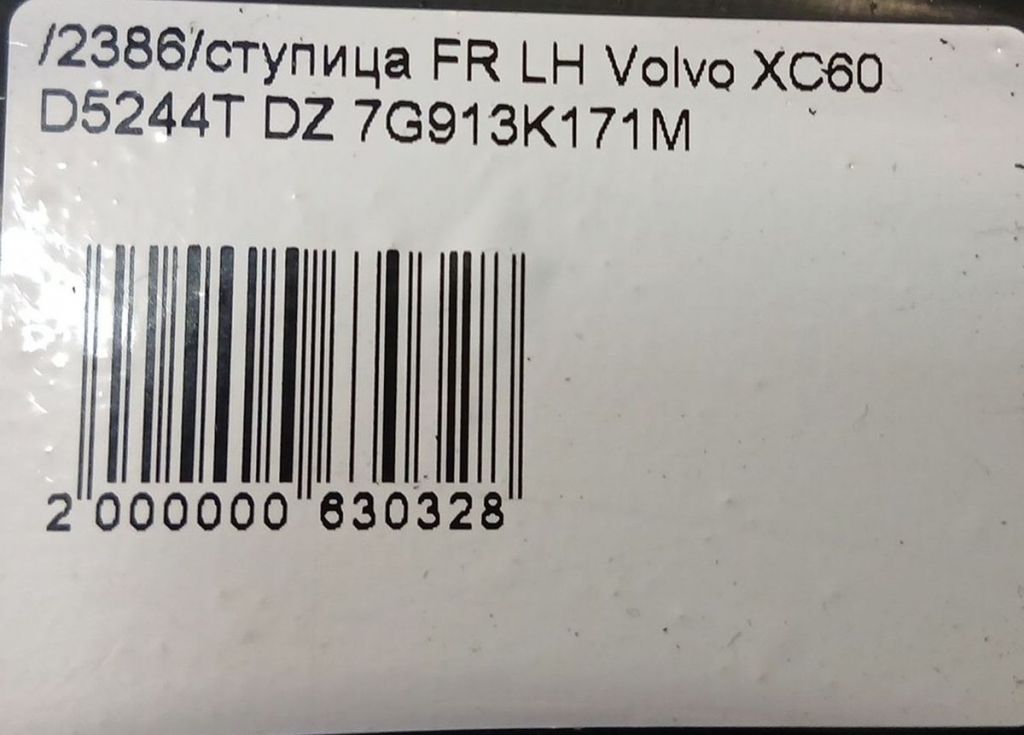 /2386/ступица FR LH Volvo XC60
D5244T DZ 7G913K171M
2 000000 630328